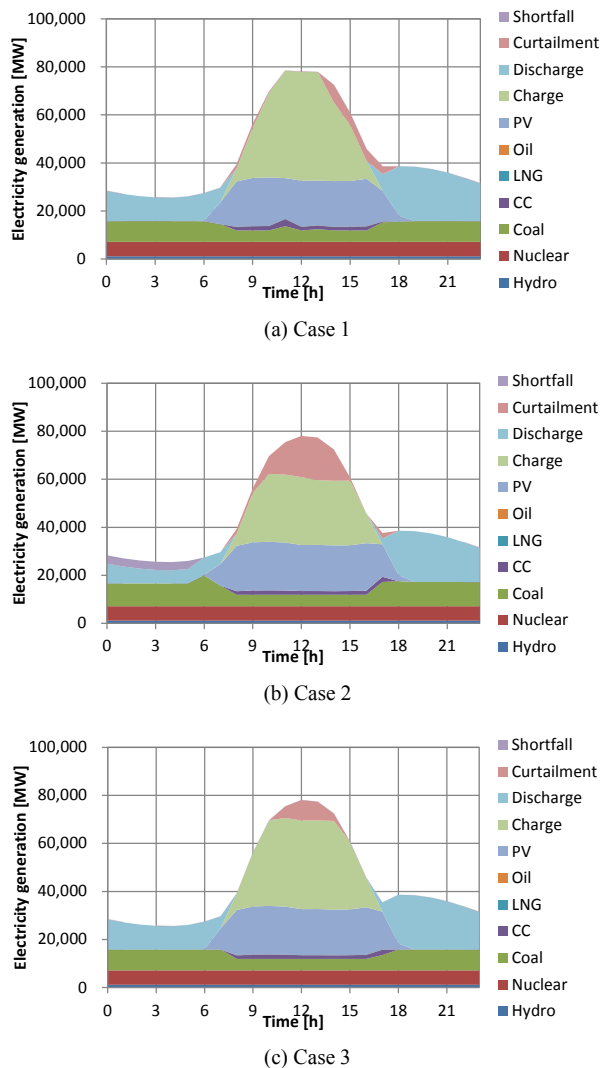 100,000
80,000
60,000
40,000
20,000
0
Electricity generation [MW]
0 3 6 9 12 15 18 21
Time [h]
Shortfall
Curtailment
Discharge
Charge
PV
Oil
LNG
CC
Coal
Nuclear
Hydro
(a) Case 1
100,000
80,000
60,000
40,000
20,000
0
Electricity generation [MW]
0 3 6 9 12 15 18 21
Time [h]
Shortfall
Curtailment
Discharge
Charge
PV
Oil
LNG
CC
Coal
Nuclear
Hydro
(b) Case 2
100,000
80,000
60,000
40,000
20,000
0
Electricity generation [MW]
0 3 6 9 12 15 18 21
Time [h]
Shortfall
Curtailment
Discharge
Charge
PV
Oil
LNG
CC
Coal
Nuclear
Hydro
(c) Case 3